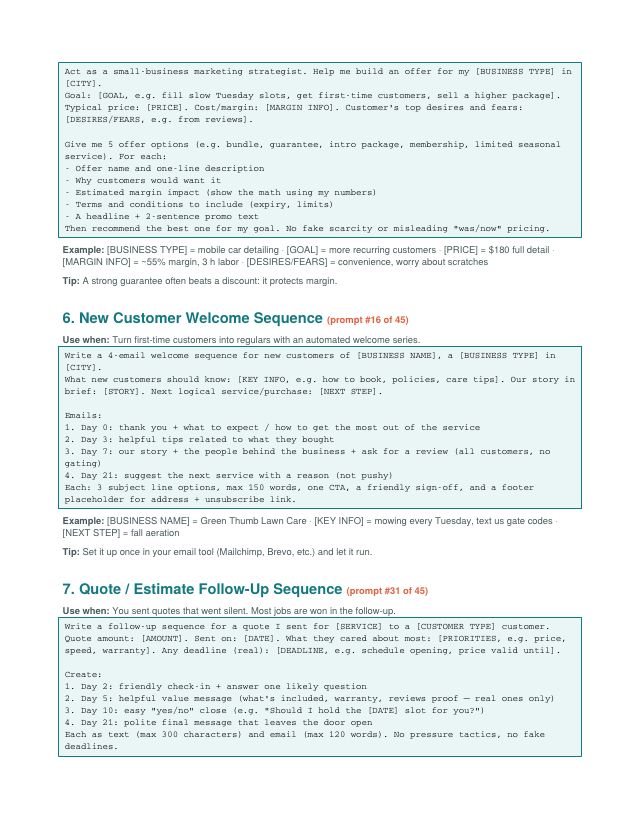 Act as a small-business marketing strategist. Help me build an offer for my [BUSINESS TYPE] in
[CITY].
Goal: [GOAL, e.g. fill slow Tuesday slots, get first-time customers, sell a higher package].
Typical price: [PRICE]. Cost/margin: [MARGIN INFO]. Customer's top desires and fears:
[DESIRES/FEARS, e.g. from reviews].
Give me 5 offer options (e.g. bundle, guarantee, intro package, membership, limited seasonal
service). For each:
- Offer name and one-line description
- Why customers would want it
- Estimated margin impact (show the math using my numbers)
- Terms and conditions to include (expiry, limits)
- A headline + 2-sentence promo text
Then recommend the best one for my goal. No fake scarcity or misleading "was/now" pricing.
Example: [BUSINESS TYPE] = mobile car detailing · [GOAL] = more recurring customers · [PRICE] = $180 full detail ·
[MARGIN INFO] = ~55% margin, 3 h labor · [DESIRES/FEARS] = convenience, worry about scratches
Tip: A strong guarantee often beats a discount: it protects margin.
6. New Customer Welcome Sequence (prompt #16 of 45)
Use when: Turn first-time customers into regulars with an automated welcome series.
Write a 4-email welcome sequence for new customers of [BUSINESS NAME], a [BUSINESS TYPE] in
[CITY].
What new customers should know: [KEY INFO, e.g. how to book, policies, care tips]. Our story in
brief: [STORY]. Next logical service/purchase: [NEXT STEP].
Emails:
1. Day 0: thank you + what to expect / how to get the most out of the service
2. Day 3: helpful tips related to what they bought
3. Day 7: our story + the people behind the business + ask for a review (all customers, no
gating)
4. Day 21: suggest the next service with a reason (not pushy)
Each: 3 subject line options, max 150 words, one CTA, a friendly sign-off, and a footer
placeholder for address + unsubscribe link.
Example: [BUSINESS NAME] = Green Thumb Lawn Care · [KEY INFO] = mowing every Tuesday, text us gate codes ·
[NEXT STEP] = fall aeration
Tip: Set it up once in your email tool (Mailchimp, Brevo, etc.) and let it run.
7. Quote / Estimate Follow-Up Sequence (prompt #31 of 45)
Use when: You sent quotes that went silent. Most jobs are won in the follow-up.
Write a follow-up sequence for a quote I sent for [SERVICE] to a [CUSTOMER TYPE] customer.
Quote amount: [AMOUNT]. Sent on: [DATE]. What they cared about most: [PRIORITIES, e.g. price,
speed, warranty]. Any deadline (real): [DEADLINE, e.g. schedule opening, price valid until].
Create:
1. Day 2: friendly check-in + answer one likely question
2. Day 5: helpful value message (what's included, warranty, reviews proof — real ones only)
3. Day 10: easy "yes/no" close (e.g. "Should I hold the [DATE] slot for you?")
4. Day 21: polite final message that leaves the door open
Each as text (max 300 characters) and email (max 120 words). No pressure tactics, no fake
deadlines.